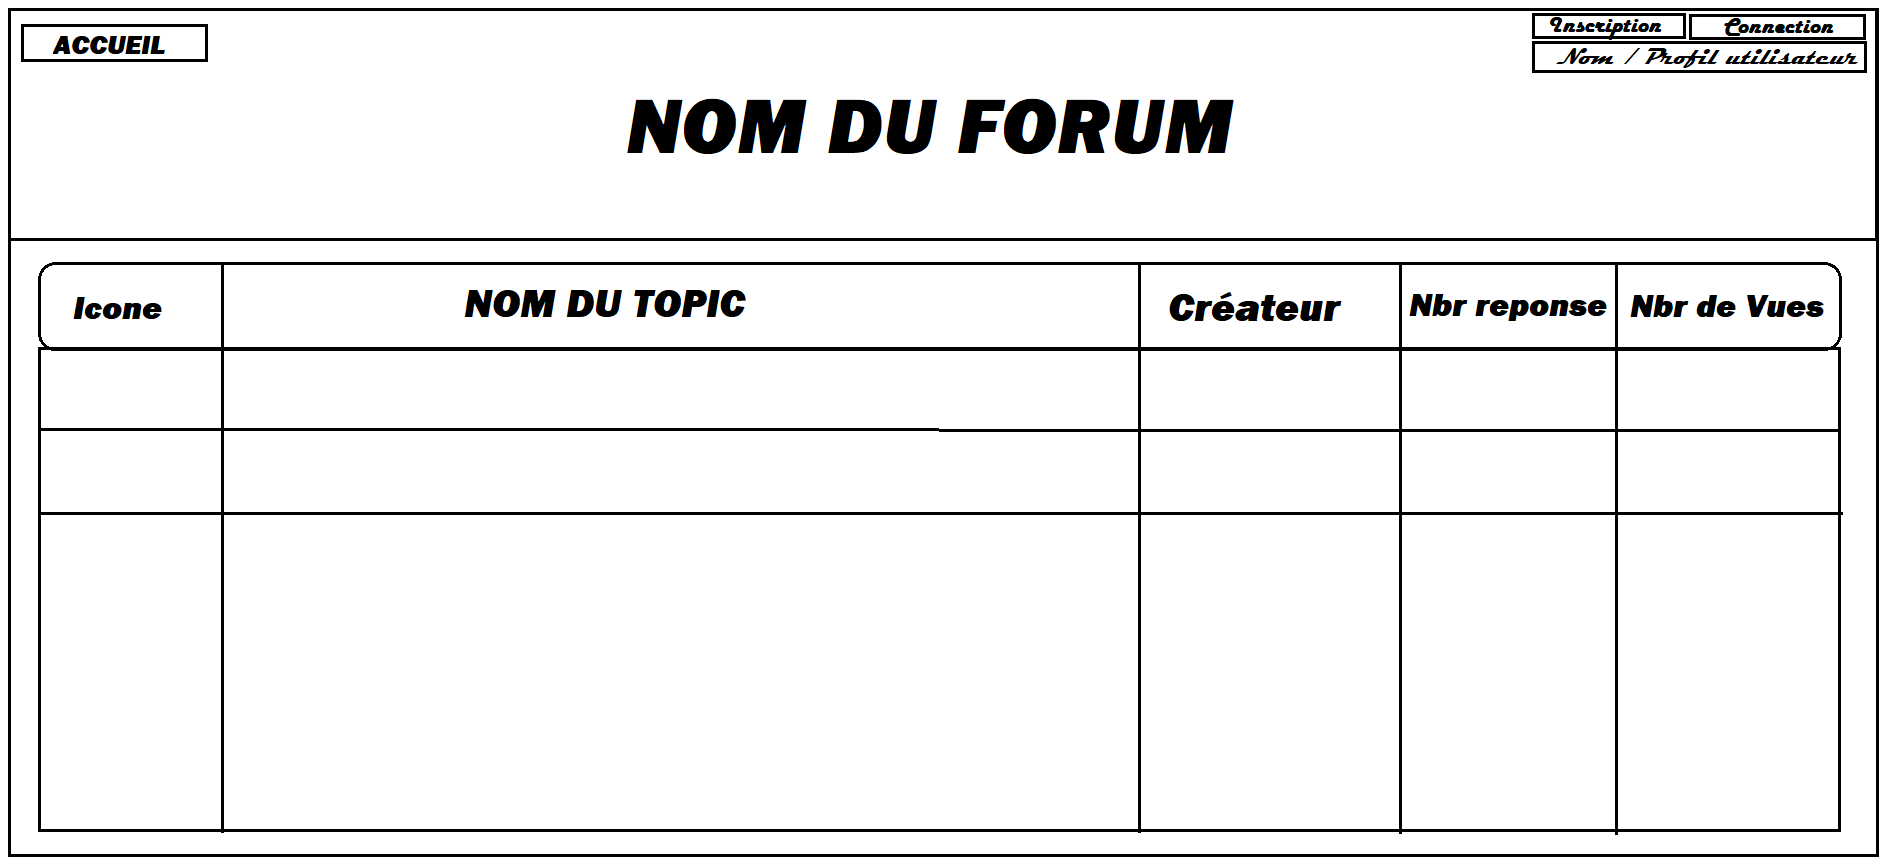 ACCUEIL
Inscription
Connection
Nom / Profil utilisateur
NOM DU FORUM
Icone
NOM DU TOPIC
Créateur
Nbr reponse
Nbr de Vues